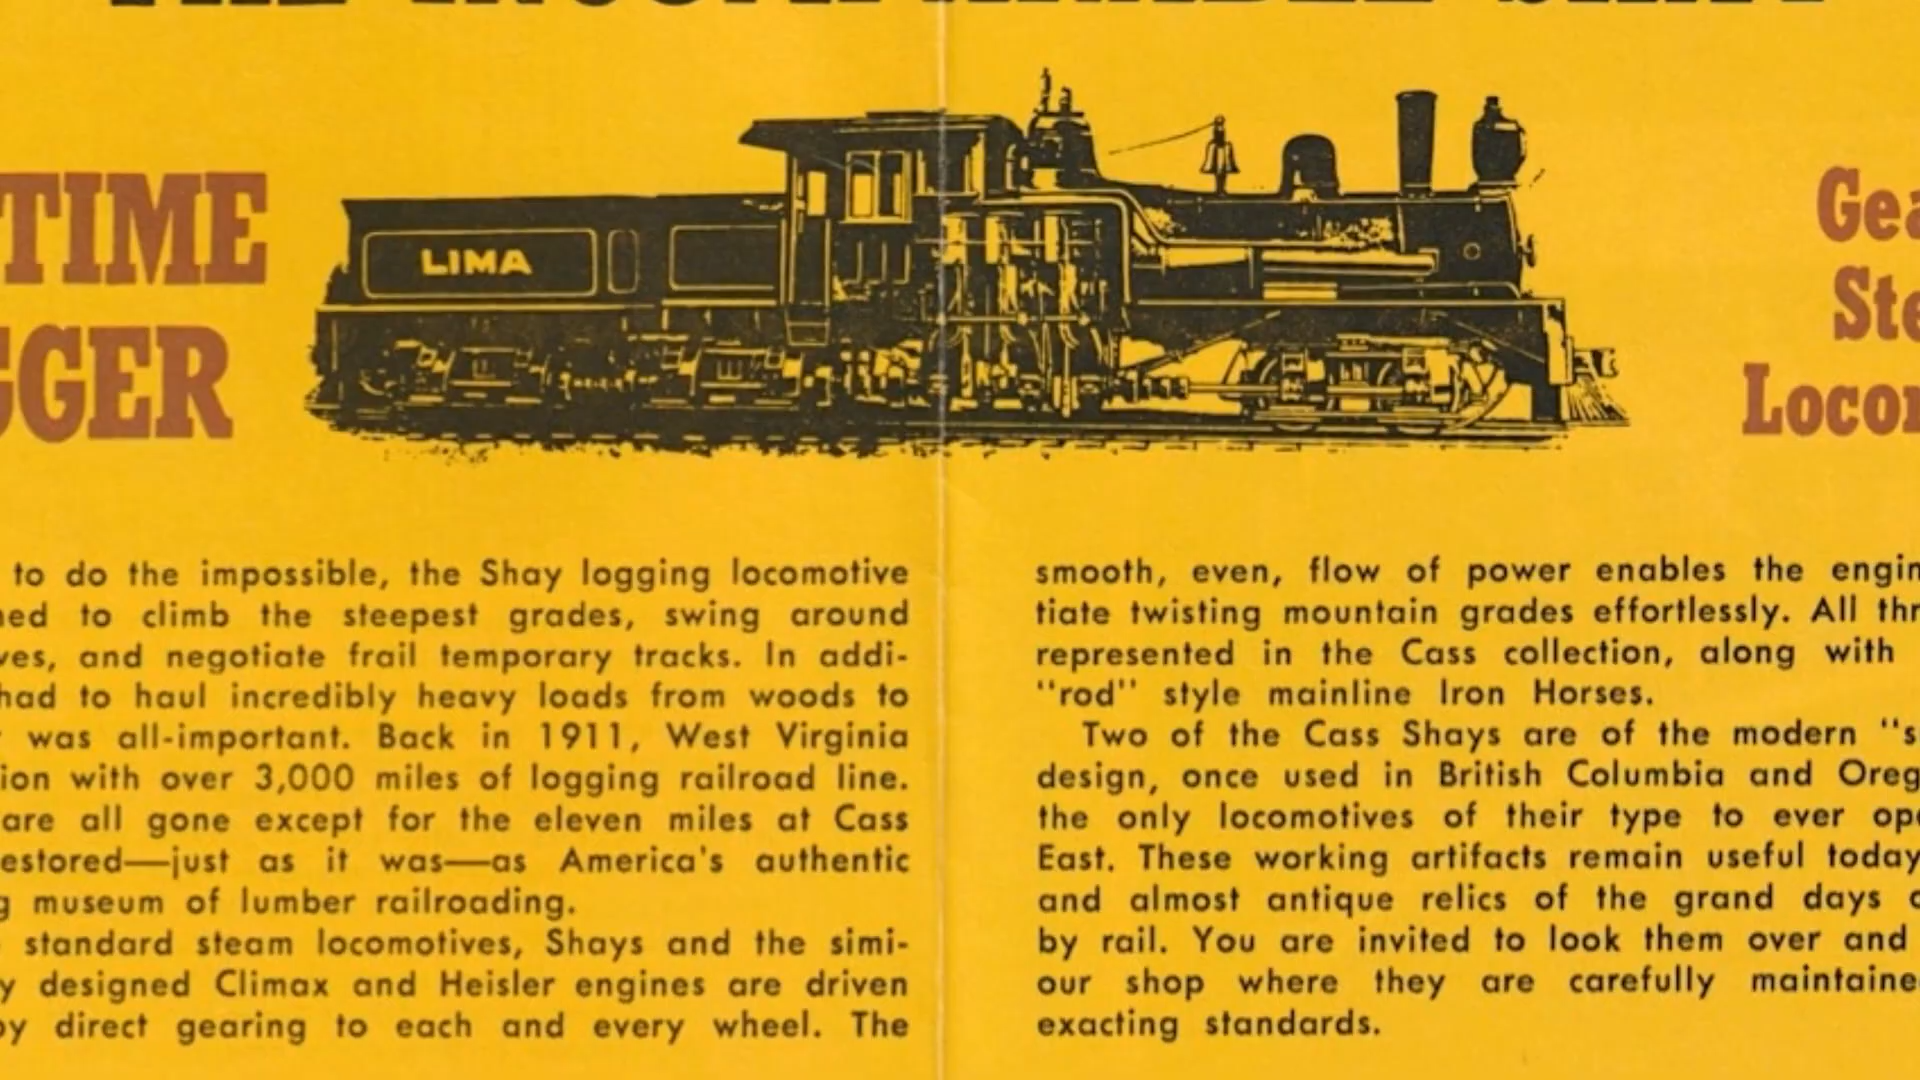 THE INCOMPARABLE SHAY
TIME
GGER
LIMA
Gea
Ste
Locom
to do the impossible, the Shay logging locomotive
ned to climb the steepest grades, swing around
ves, and negotiate frail temporary tracks. In addi-
had to haul incredibly heavy loads from woods to
was all-important. Back in 1911, West Virginia
ion with over 3,000 miles of logging railroad line.
are all gone except for the eleven miles at Cass
estored—just as it was—as America's authentic
g museum of lumber railroading.
standard steam locomotives, Shays and the simi-
y designed Climax and Heisler engines are driven
by direct gearing to each and every wheel. The
smooth, even, flow of power enables the engin
tiate twisting mountain grades effortlessly. All thr
represented in the Cass collection, along with
"rod" style mainline Iron Horses.
Two of the Cass Shays are of the modern "s
design, once used in British Columbia and Oreg
the only locomotives of their type to ever ope
East. These working artifacts remain useful today
and almost antique relics of the grand days o
by rail. You are invited to look them over and
our shop where they are carefully maintaine
exacting standards.